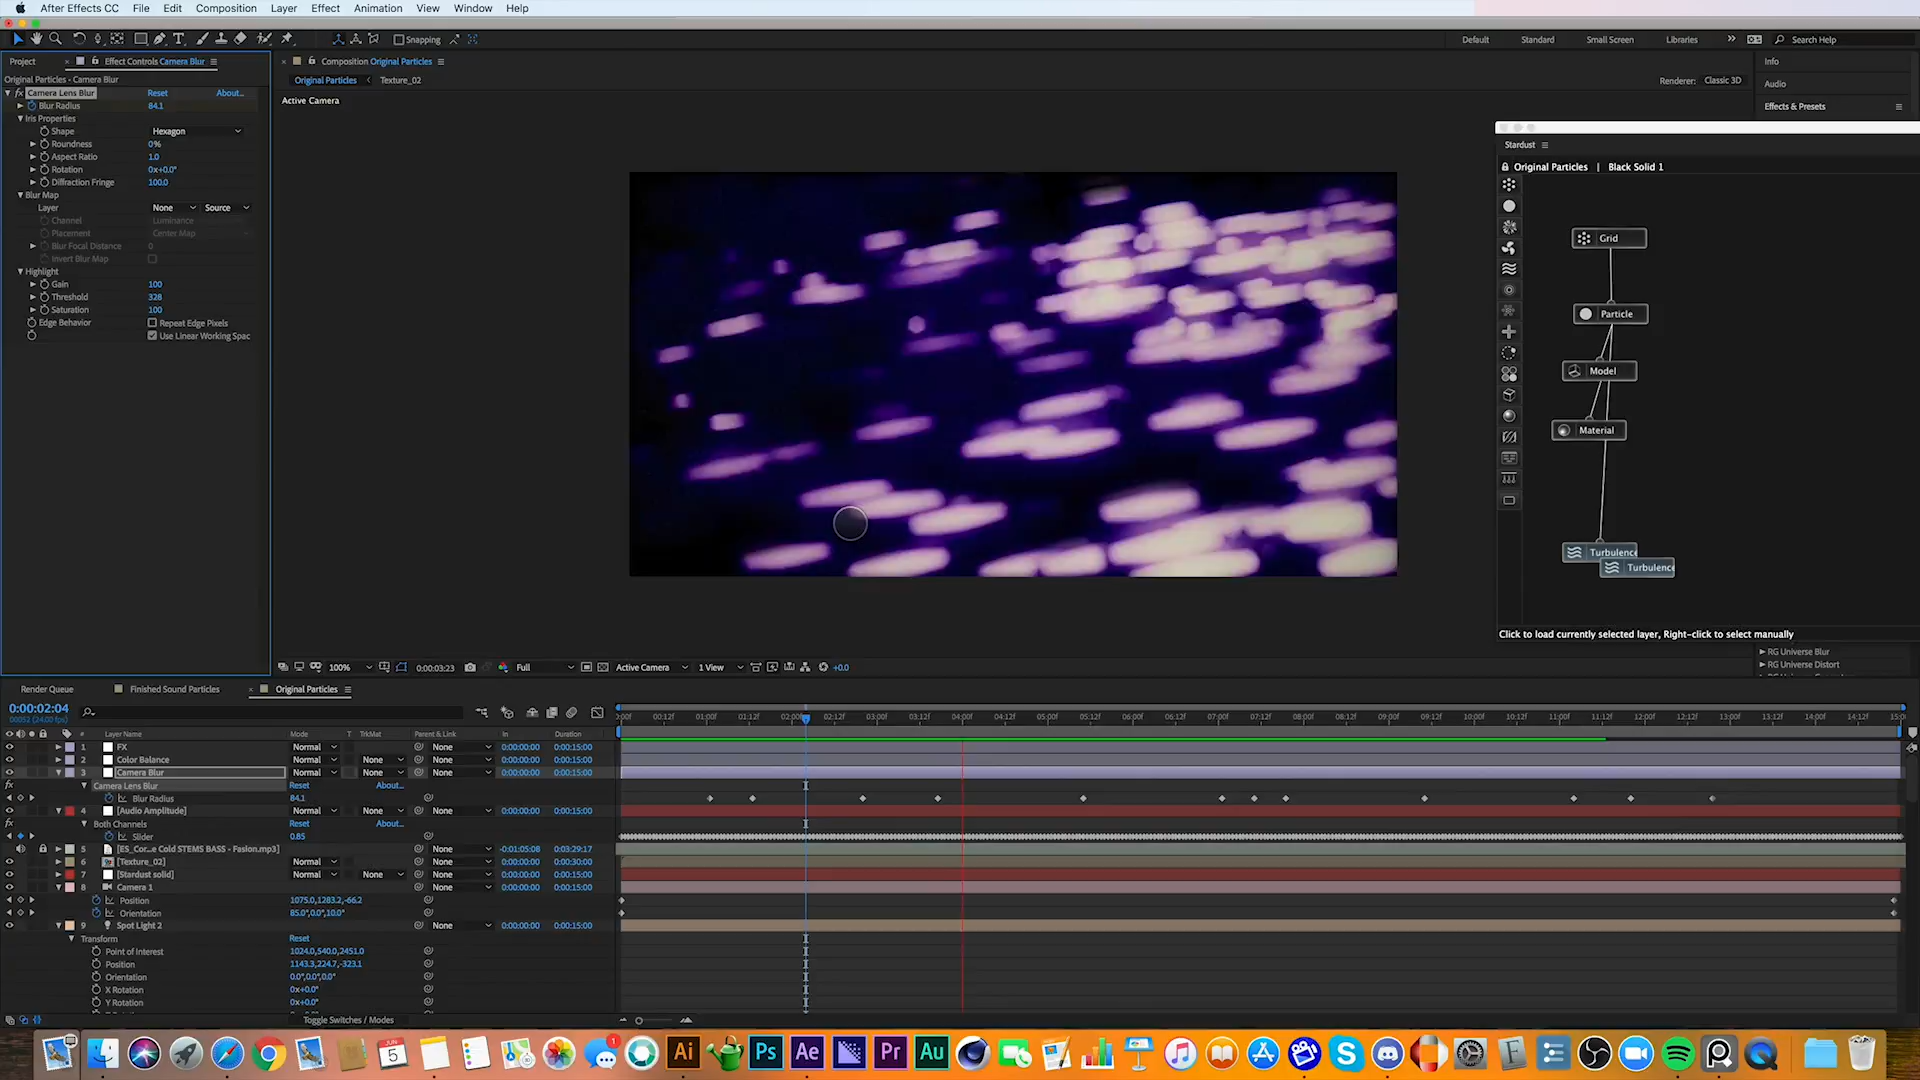 After Effects CC File Edit Composition Layer Effect Animation View Window Help
Snapping Default Standard Small Screen Libraries Search Help
Project Effect Controls Camera Blur
Composition Original Particles
Info
Original Particles - Camera Blur
Original Particles Texture_02
Renderer: Classic 3D
Audio
Camera Lens Blur Reset About...
Active Camera
Blur Radius 84.1
Effects & Presets
Iris Properties
Shape Hexagon
Roundness 0%
Aspect Ratio 1.0
Rotation 0x+0.0°
Diffraction Fringe 100.0
Blur Map
Layer None Source
Channel Luminance
Placement Center Map
Blur Focal Distance 0
Invert Blur Map
Highlight
Gain 100
Threshold 328
Saturation 100
Edge Behavior Repeat Edge Pixels
Use Linear Working Spac
Stardust
Original Particles | Black Solid 1
Grid
Particle
Model
Material
Turbulence
Turbulence
Click to load currently selected layer, Right-click to select manually
RG Universe Blur
RG Universe Distort
100% 0:00:03:23 Full Active Camera 1 View +0.0
Render Queue Finished Sound Particles Original Particles
0:00:02:04
00052 (24.00 fps)
:00f 00:12f 01:00f 01:12f 02:00f 02:12f 03:00f 03:12f 04:00f 04:12f 05:00f 05:12f 06:00f 06:12f 07:00f 07:12f 08:00f 08:12f 09:00f 09:12f 10:00f 10:12f 11:00f 11:12f 12:00f 12:12f 13:00f 13:12f 14:00f 14:12f 15:0
# Layer Name Mode T TrkMat Parent & Link In Duration
1 FX Normal None 0:00:00:00 0:00:15:00
2 Color Balance Normal None None 0:00:00:00 0:00:15:00
3 Camera Blur Normal None None 0:00:00:00 0:00:15:00
fx Camera Lens Blur Reset About...
Blur Radius 84.1
4 [Audio Amplitude] Normal None None 0:00:00:00 0:00:15:00
fx Both Channels Reset About...
Slider 0.85
5 [ES_Cor...e Cold STEMS BASS - Fasion.mp3] None -0:01:05:08 0:03:29:17
6 [Texture_02] Normal None 0:00:00:00 0:00:30:00
7 [Stardust solid] Normal None None 0:00:00:00 0:00:15:00
8 Camera 1 None 0:00:00:00 0:00:15:00
Position 1075.0,1283.2,-66.2
Orientation 85.0°,0.0°,10.0°
9 Spot Light 2 None 0:00:00:00 0:00:15:00
Transform Reset
Point of Interest 1024.0,540.0,2451.0
Position 1143.3,224.7,-323.1
Orientation 0.0°,0.0°,0.0°
X Rotation 0x+0.0°
Y Rotation 0x+0.0°
Toggle Switches / Modes
JUN
5
1
Ai Ps Ae Pr Au